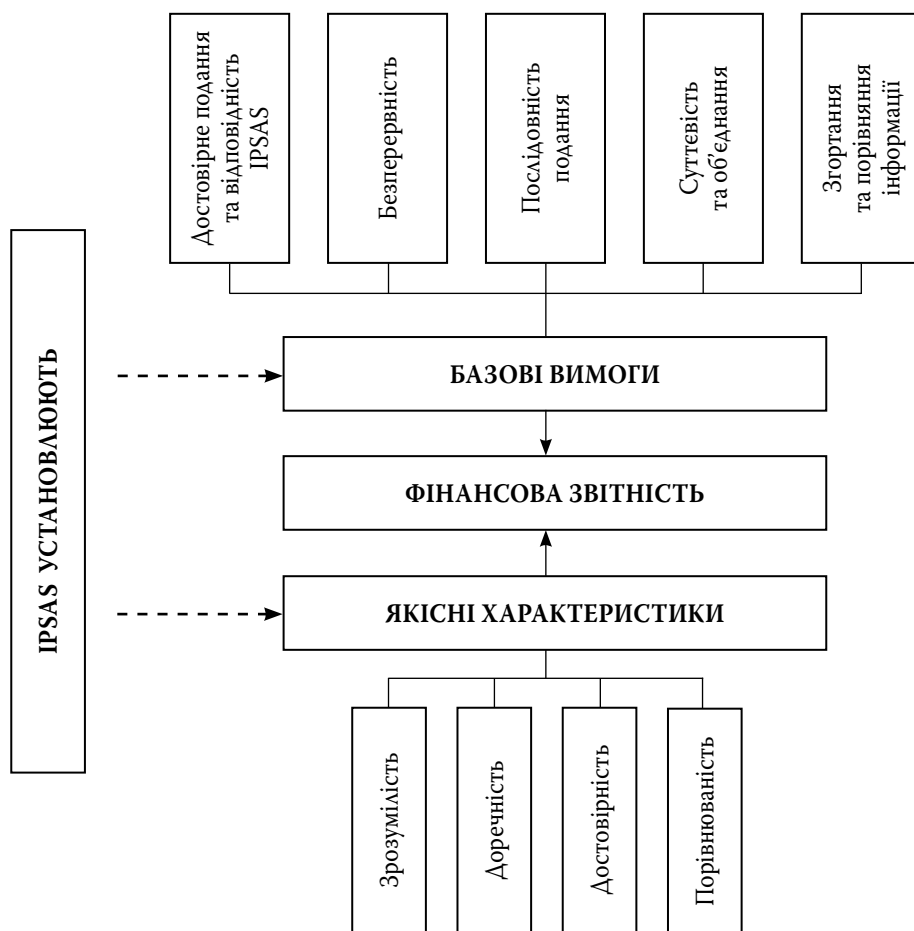 IPSAS УСТАНОВЛЮЮТЬ
Достовірне подання
та відповідність
IPSAS
Безперервність
Послідовність
подання
Суттєвість
та об’єднання
Згортання
та порівняння
інформації
БАЗОВІ ВИМОГИ
ФІНАНСОВА ЗВІТНІСТЬ
ЯКІСНІ ХАРАКТЕРИСТИКИ
Зрозумілість
Доречність
Достовірність
Порівнюваність